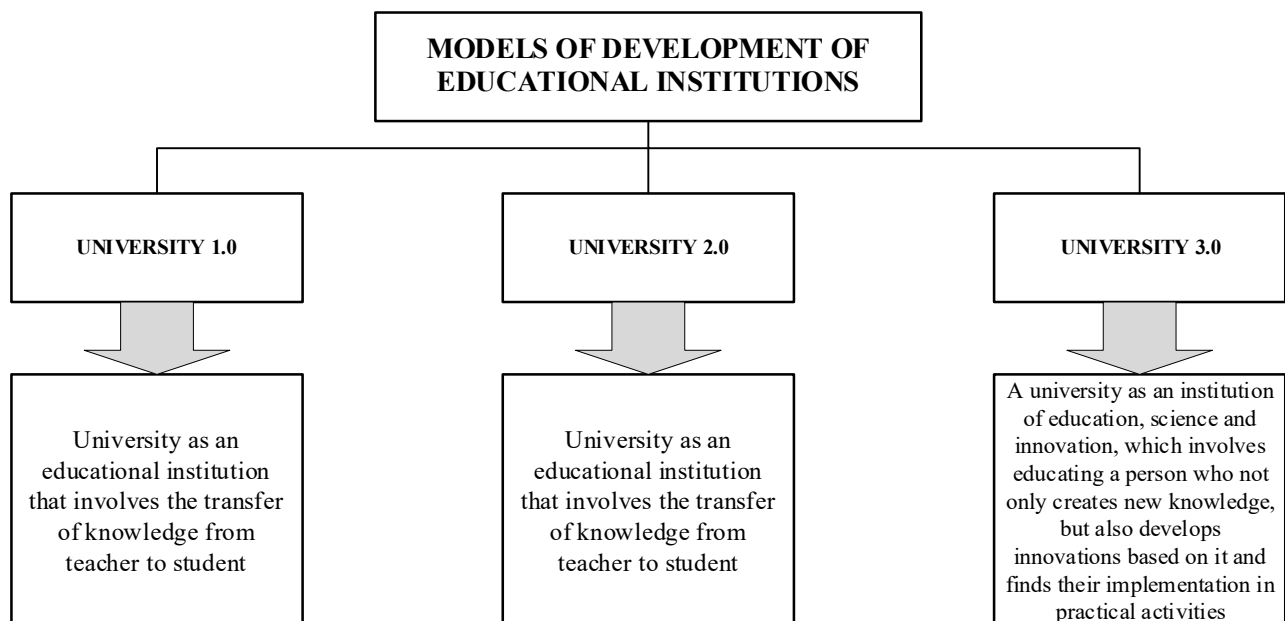 MODELS OF DEVELOPMENT OF
EDUCATIONAL INSTITUTIONS
UNIVERSITY 1.0
UNIVERSITY 2.0
UNIVERSITY 3.0
University as an
educational institution
that involves the transfer
of knowledge from
teacher to student
University as an
educational institution
that involves the transfer
of knowledge from
teacher to student
A university as an institution
of education, science and
innovation, which involves
educating a person who not
only creates new knowledge,
but also develops
innovations based on it and
finds their implementation in
practical activities